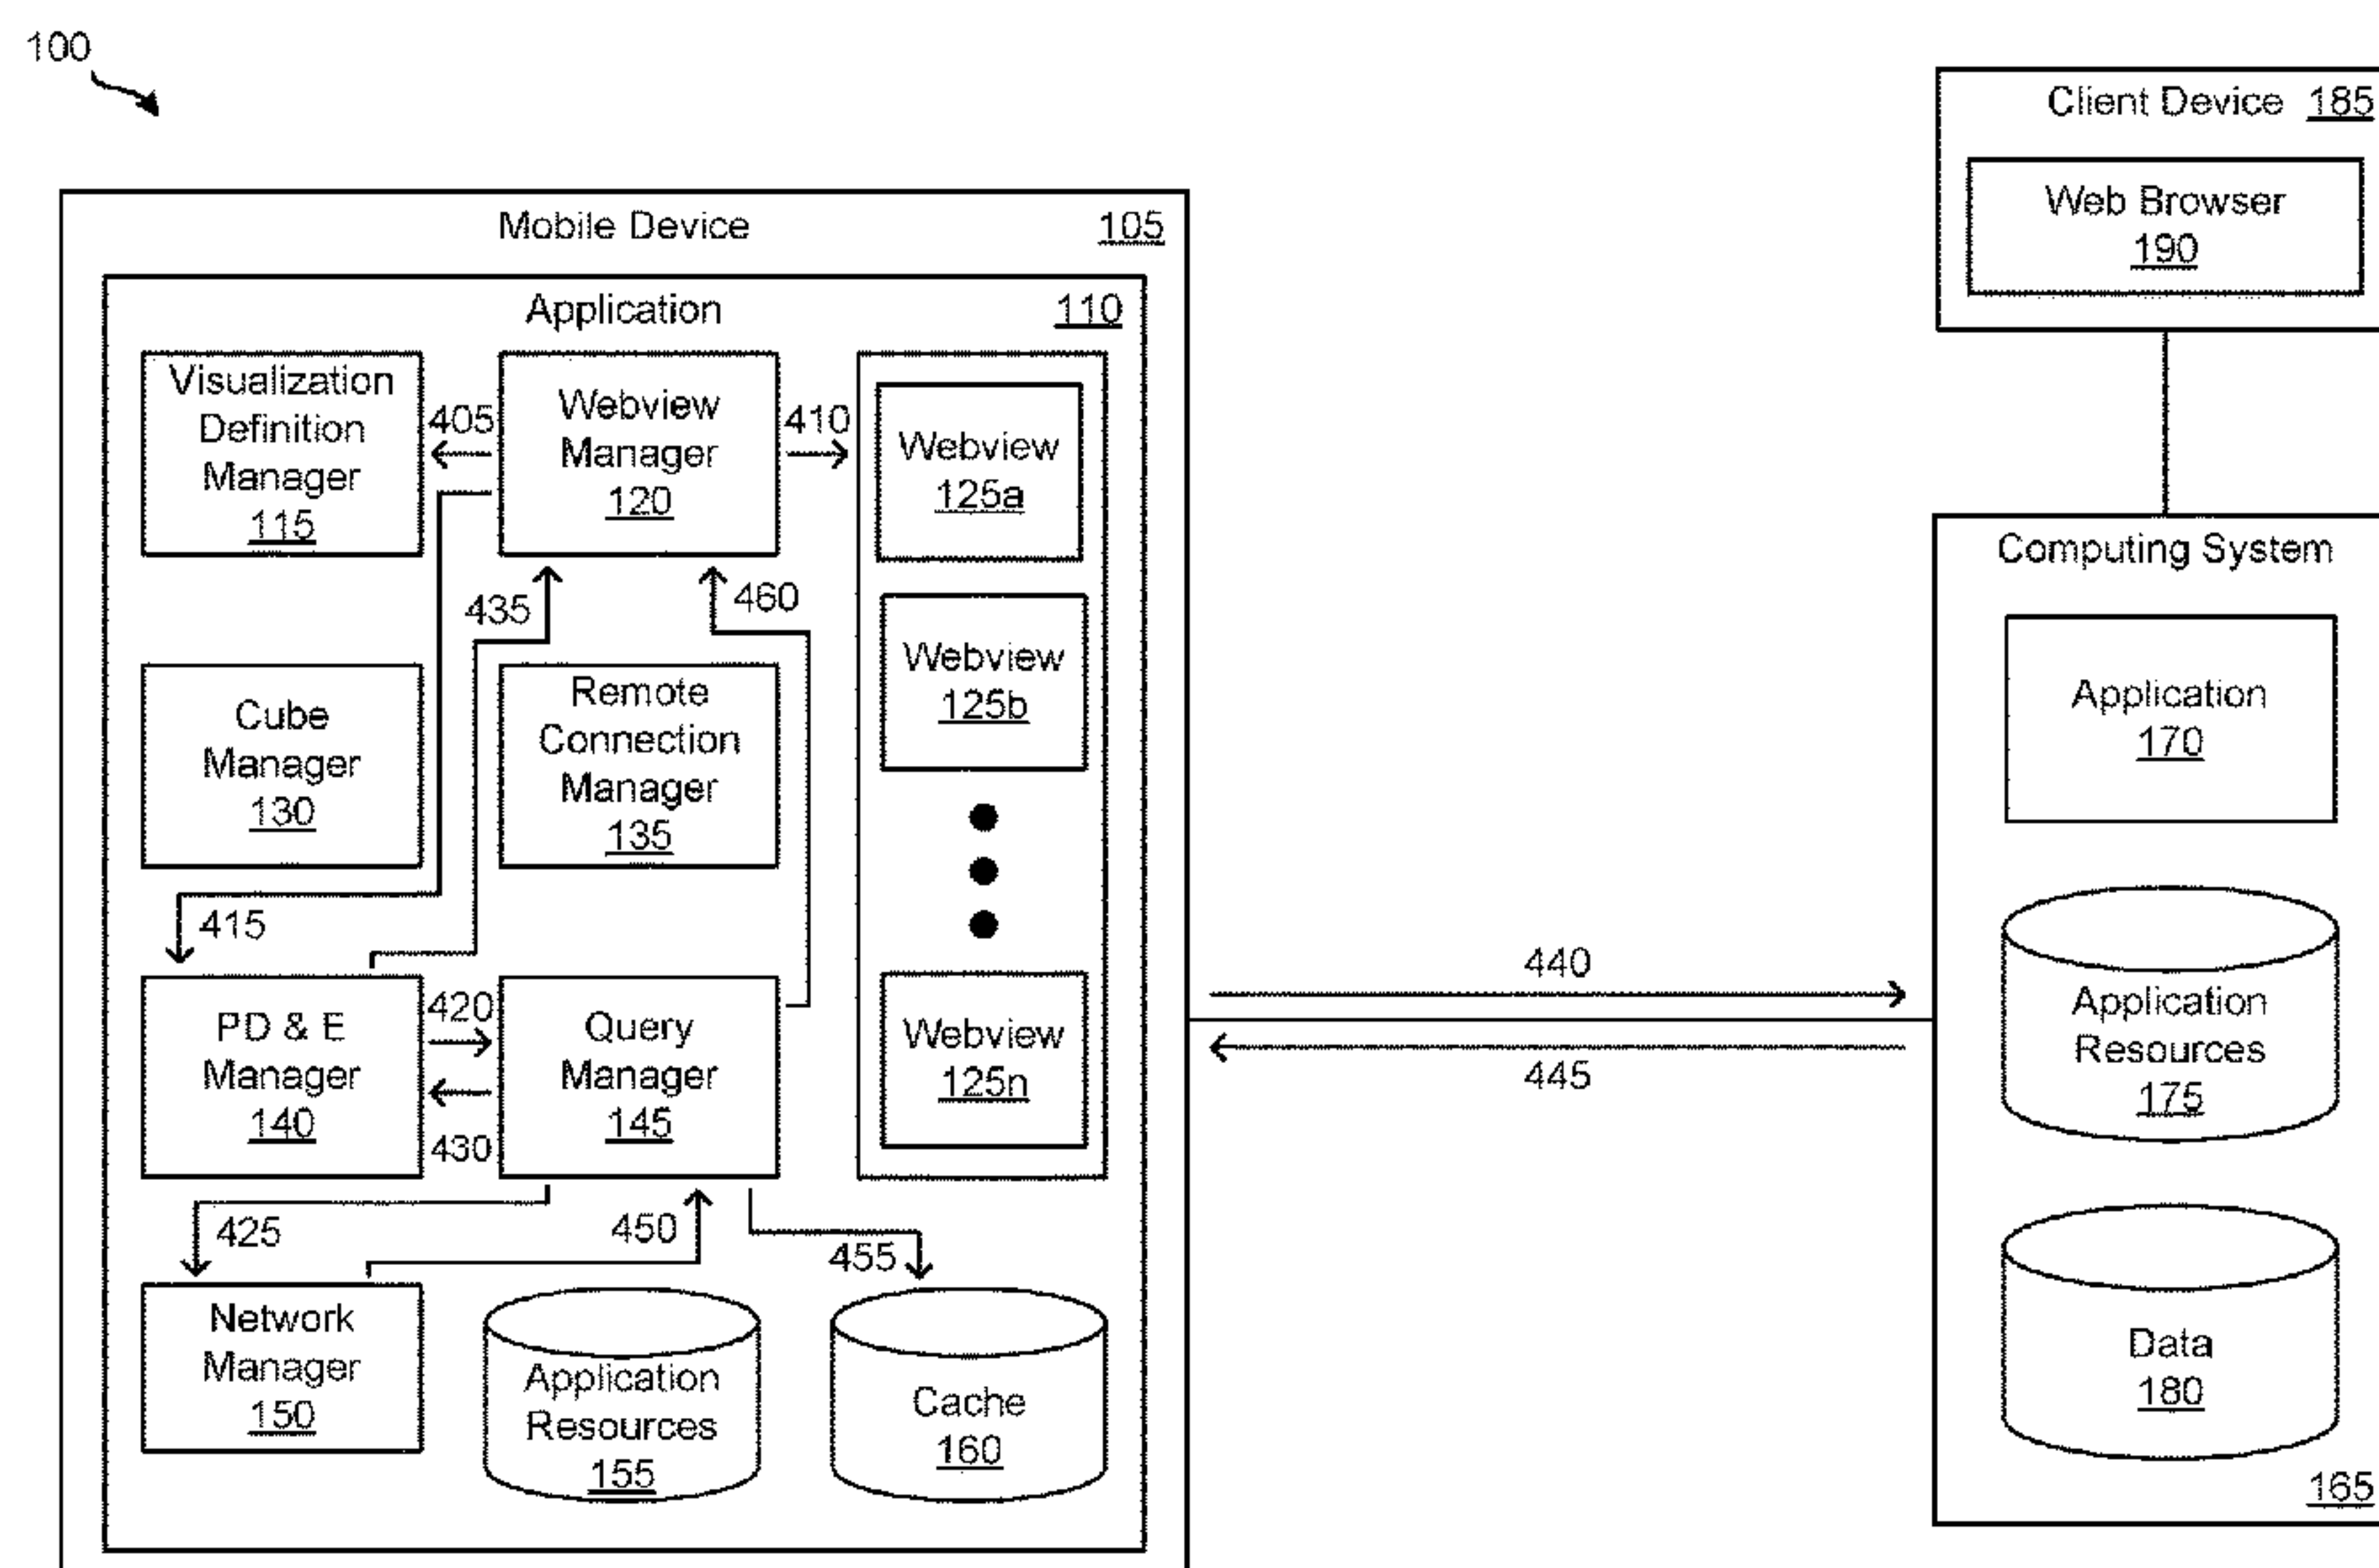 100
Client Device 185
Web Browser
190
Mobile Device 105
Application 110
Visualization
Definition
Manager
115
405
Webview
Manager
120
410
Webview
125a
435
460
Webview
125b
Cube
Manager
130
Remote
Connection
Manager
135
415
PD & E
Manager
140
420
430
Query
Manager
145
Webview
125n
425
450
455
Network
Manager
150
Application
Resources
155
Cache
160
440
445
Computing System
Application
170
Application
Resources
175
Data
180
165